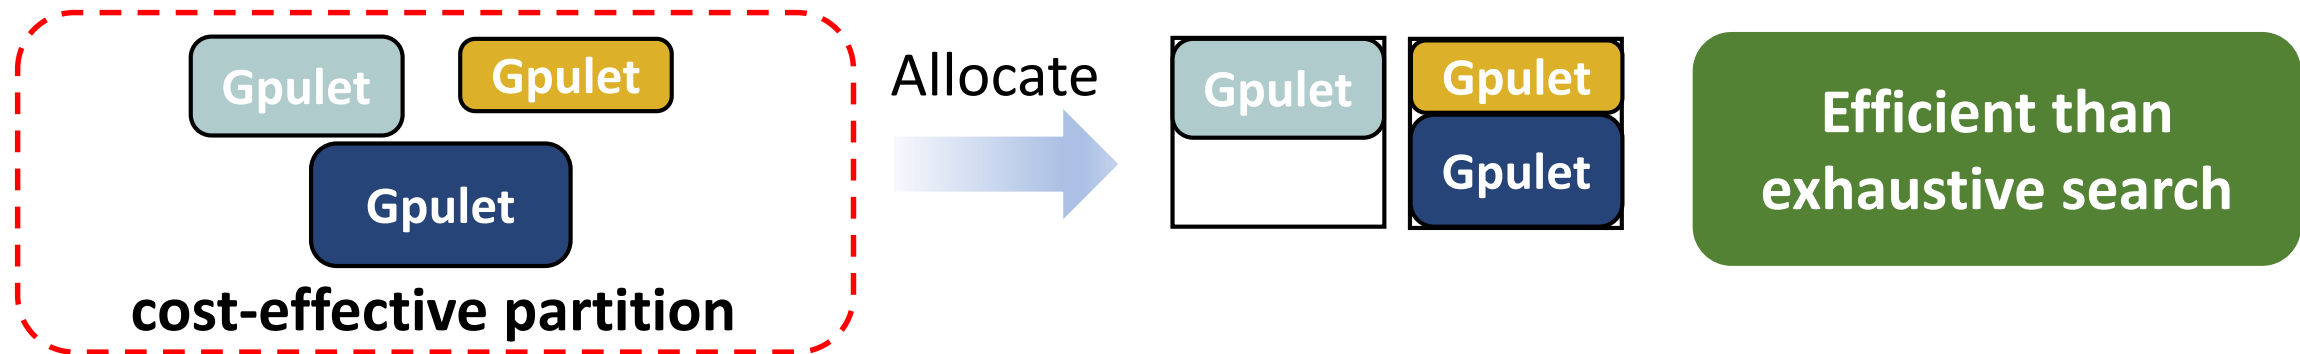 Gpulet
Gpulet
Gpulet
cost-effective partition
Allocate
Gpulet
Gpulet
Gpulet
Efficient than
exhaustive search